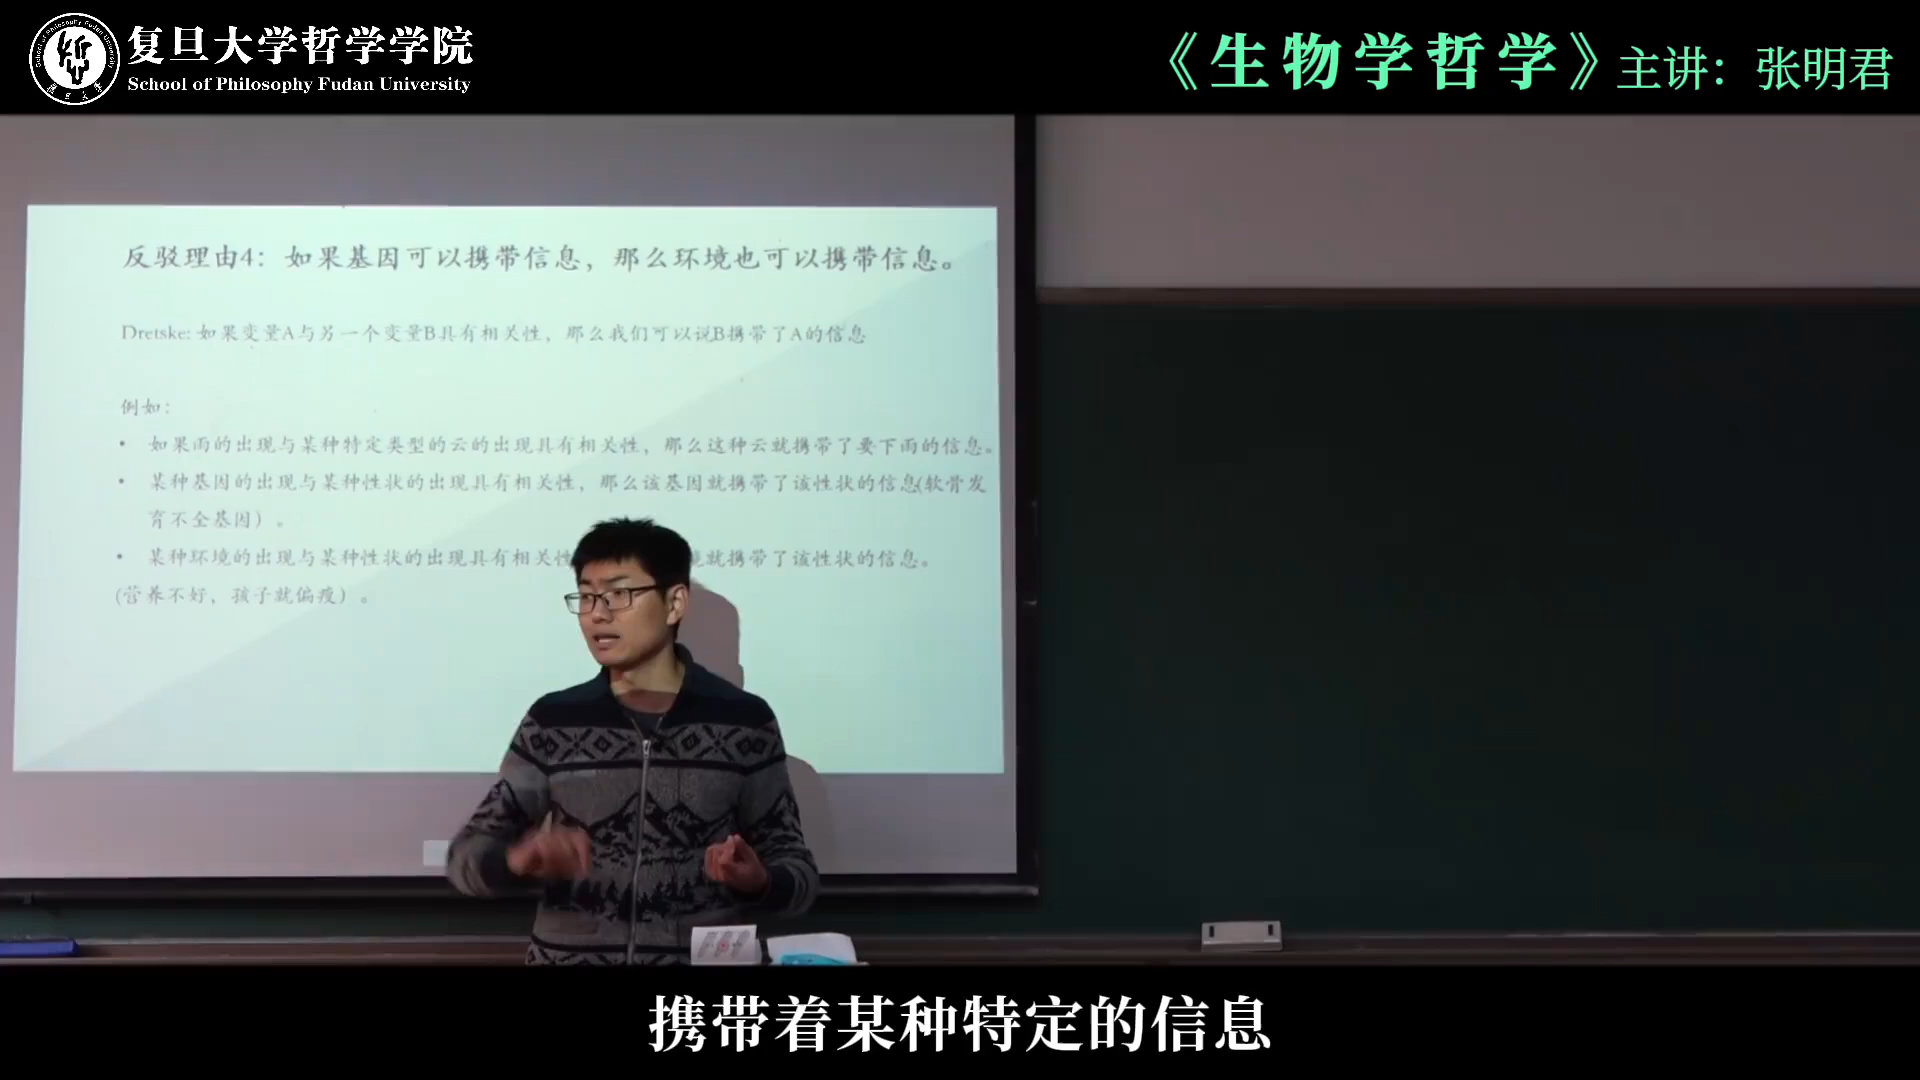 复旦大学哲学学院
School of Philosophy Fudan University
《生物学哲学》主讲：张明君
反驳理由4：如果基因可以携带信息，那么环境也可以携带信息。
Dretske: 如果变量A与另一个变量B具有相关性，那么我们可以说B携带了A的信息
例如：
• 如果雨的出现与某种特定类型的云的出现具有相关性，那么这种云就携带了要下雨的信息。
• 某种基因的出现与某种性状的出现具有相关性，那么该基因就携带了该性状的信息(软骨发
育不全基因）。
• 某种环境的出现与某种性状的出现具有相关 就携带了该性状的信息。
(营养不好，孩子就偏瘦）。
携带着某种特定的信息